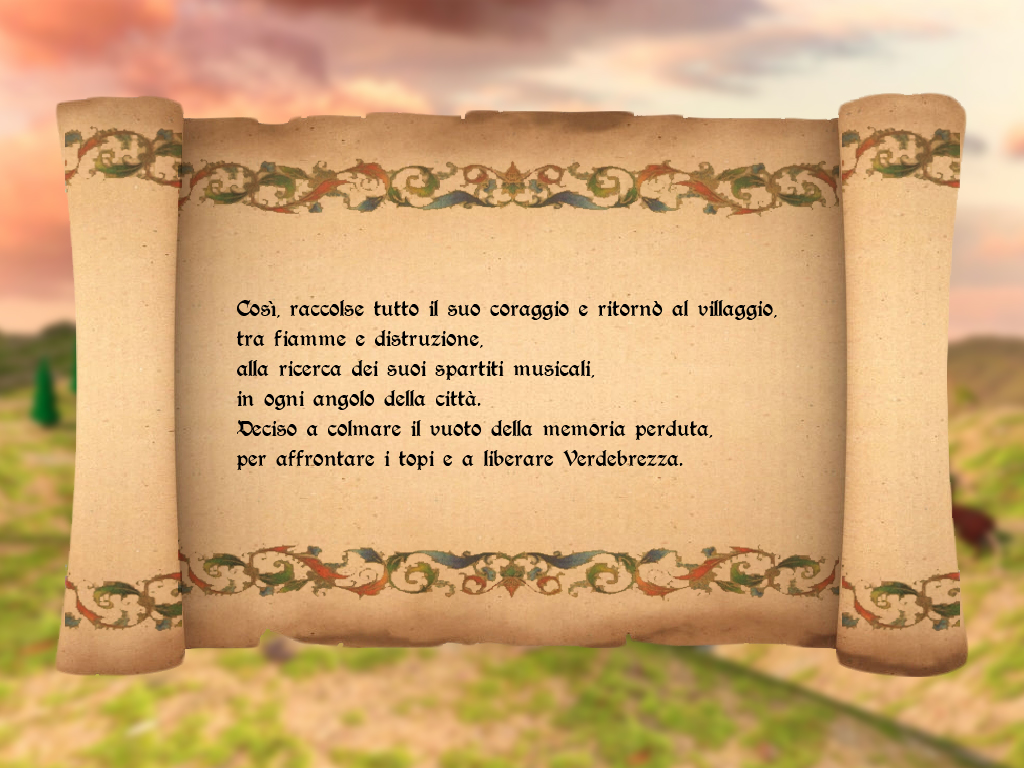 Così, raccolse tutto il suo coraggio e ritornò al villaggio,
tra fiamme e distruzione,
alla ricerca dei suoi spartiti musicali,
in ogni angolo della città.
Deciso a colmare il vuoto della memoria perduta,
per affrontare i topi e a liberare Verdebrezza.